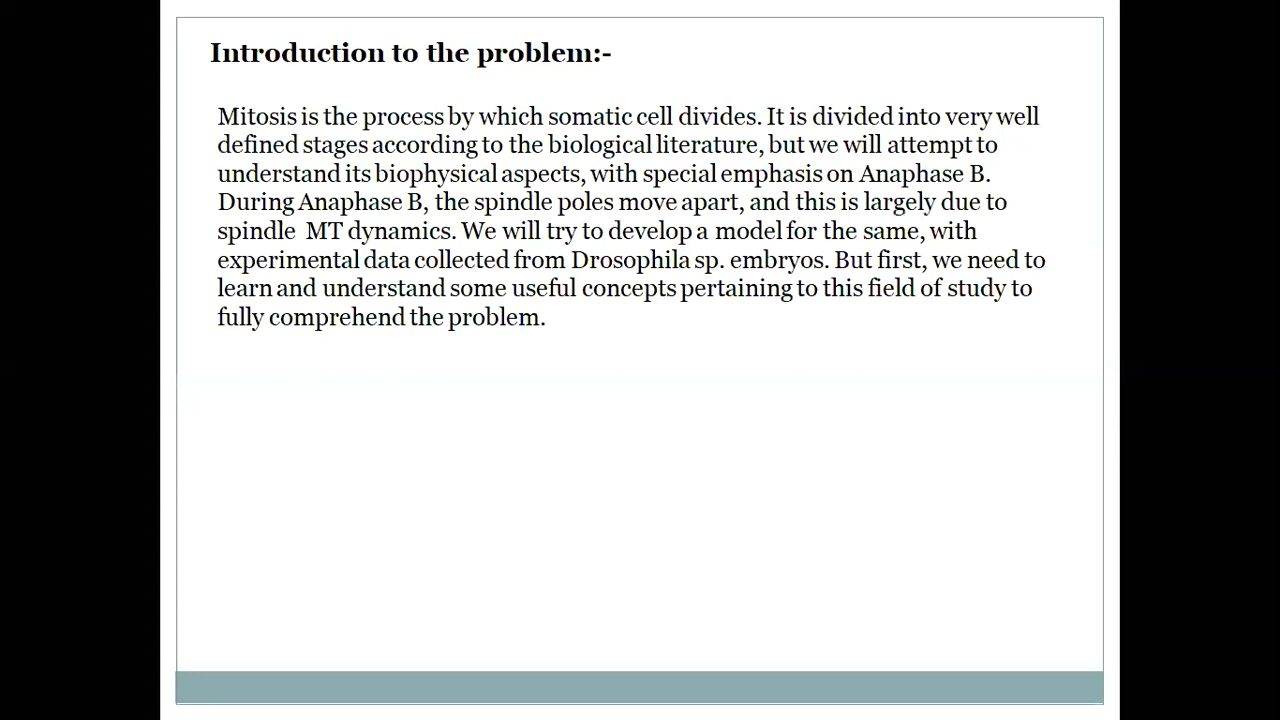 Introduction to the problem:-
Mitosis is the process by which somatic cell divides. It is divided into very well
defined stages according to the biological literature, but we will attempt to
understand its biophysical aspects, with special emphasis on Anaphase B.
During Anaphase B, the spindle poles move apart, and this is largely due to
spindle  MT dynamics. We will try to develop a model for the same, with
experimental data collected from Drosophila sp. embryos. But first, we need to
learn and understand some useful concepts pertaining to this field of study to
fully comprehend the problem.